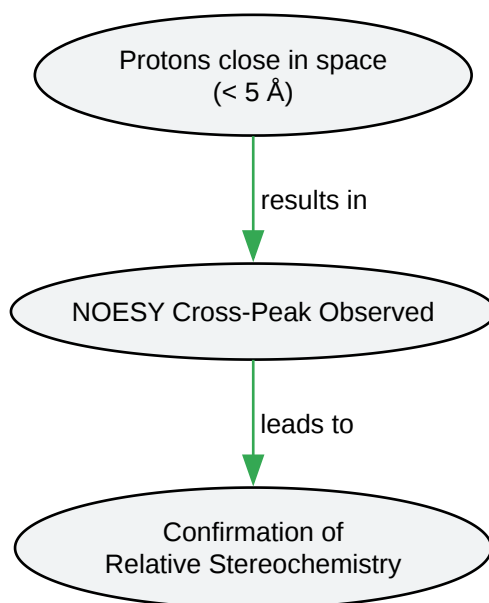 Protons close in space
(< 5 Å)
results in
NOESY Cross-Peak Observed
leads to
Confirmation of
Relative Stereochemistry